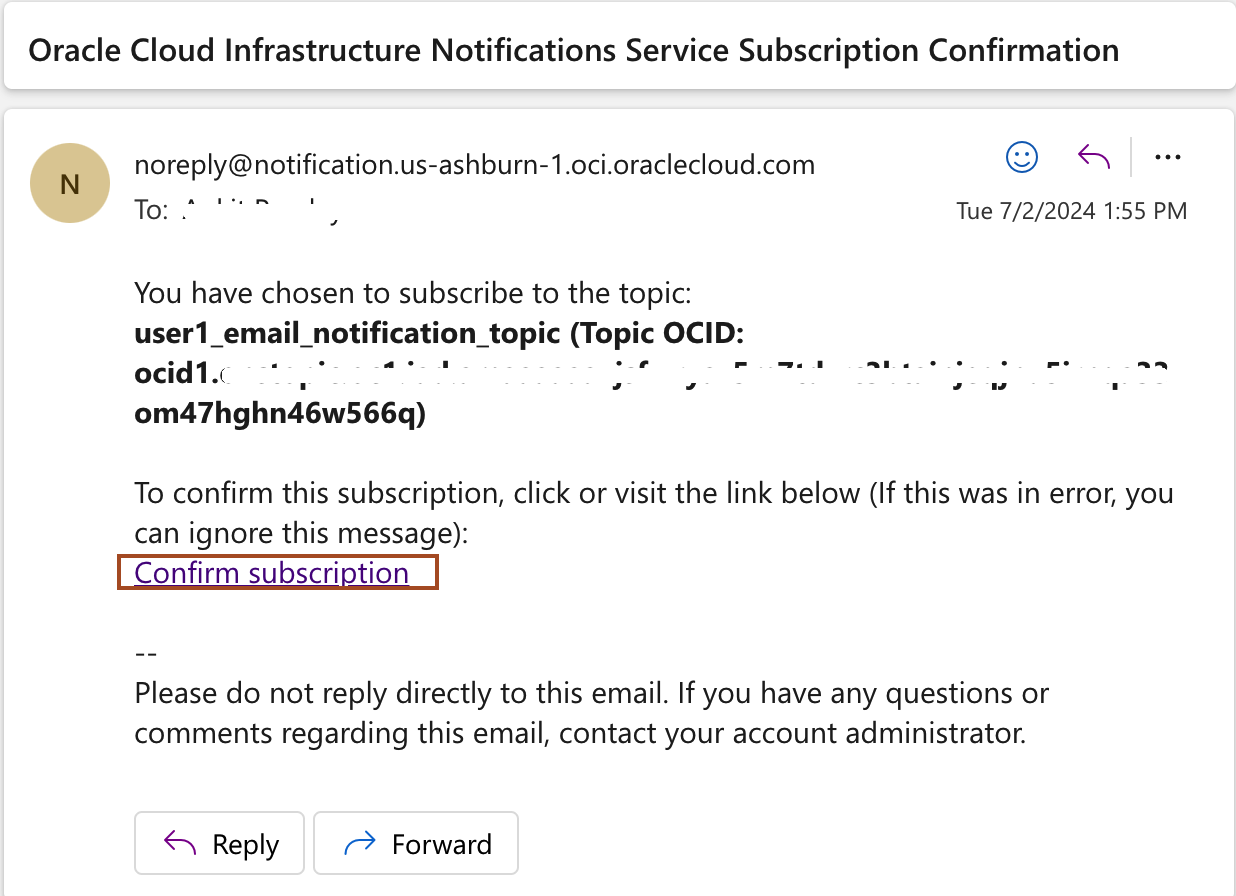 Oracle Cloud Infrastructure Notifications Service Subscription Confirmation
N
noreply@notification.us-ashburn-1.oci.oraclecloud.com
To:
Tue 7/2/2024 1:55 PM
You have chosen to subscribe to the topic:
user1_email_notification_topic (Topic OCID:
ocid1.
om47hghn46w566q)
To confirm this subscription, click or visit the link below (If this was in error, you
can ignore this message):
Confirm subscription
--
Please do not reply directly to this email. If you have any questions or
comments regarding this email, contact your account administrator.
Reply
Forward